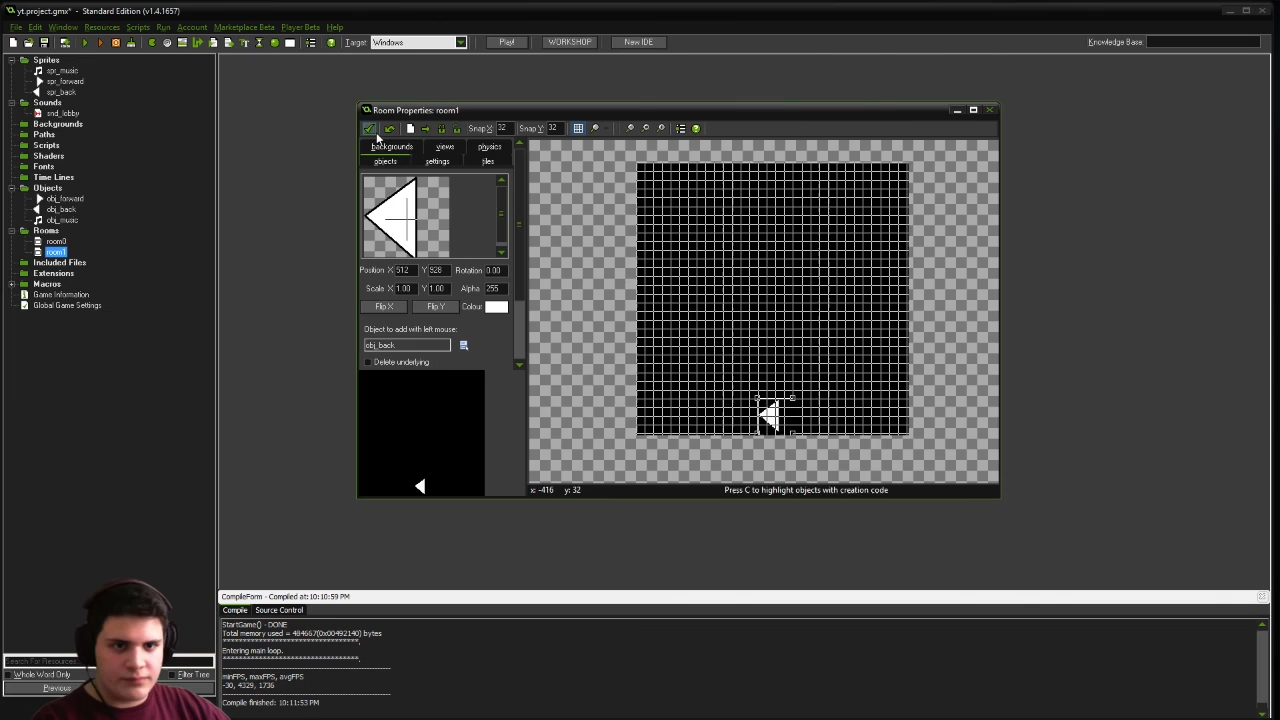 yt.project.gmx* - Standard Edition (v1.4.1657)
File Edit Window Resources Scripts Run Account Marketplace Beta Player Beta Help
Target: Windows Play! WORKSHOP New IDE Knowledge Base:
Sprites
spr_music
spr_forward
spr_back
Sounds
snd_lobby
Backgrounds
Paths
Scripts
Shaders
Fonts
Time Lines
Objects
obj_forward
obj_back
obj_music
Rooms
room0
room1
Included Files
Extensions
Macros
Game Information
Global Game Settings
Room Properties: room1
Snap X: 32 Snap Y: 32
backgrounds views physics
objects settings tiles
Position X 512 Y 928 Rotation 0.00
Scale X 1.00 Y 1.00 Alpha 255
Flip X Flip Y Colour
Object to add with left mouse:
obj_back
Delete underlying
x: -416 y: 32 Press C to highlight objects with creation code
CompileForm - Compiled at:10:10:59 PM
Compile Source Control
StartGame() - DONE
Total memory used = 484667(0x00492140) bytes
Entering main loop.
minFPS, maxFPS, avgFPS
-30, 4329, 1736
Compile finished: 10:11:53 PM
Search For Resources
Whole Word Only Filter Tree
Previous